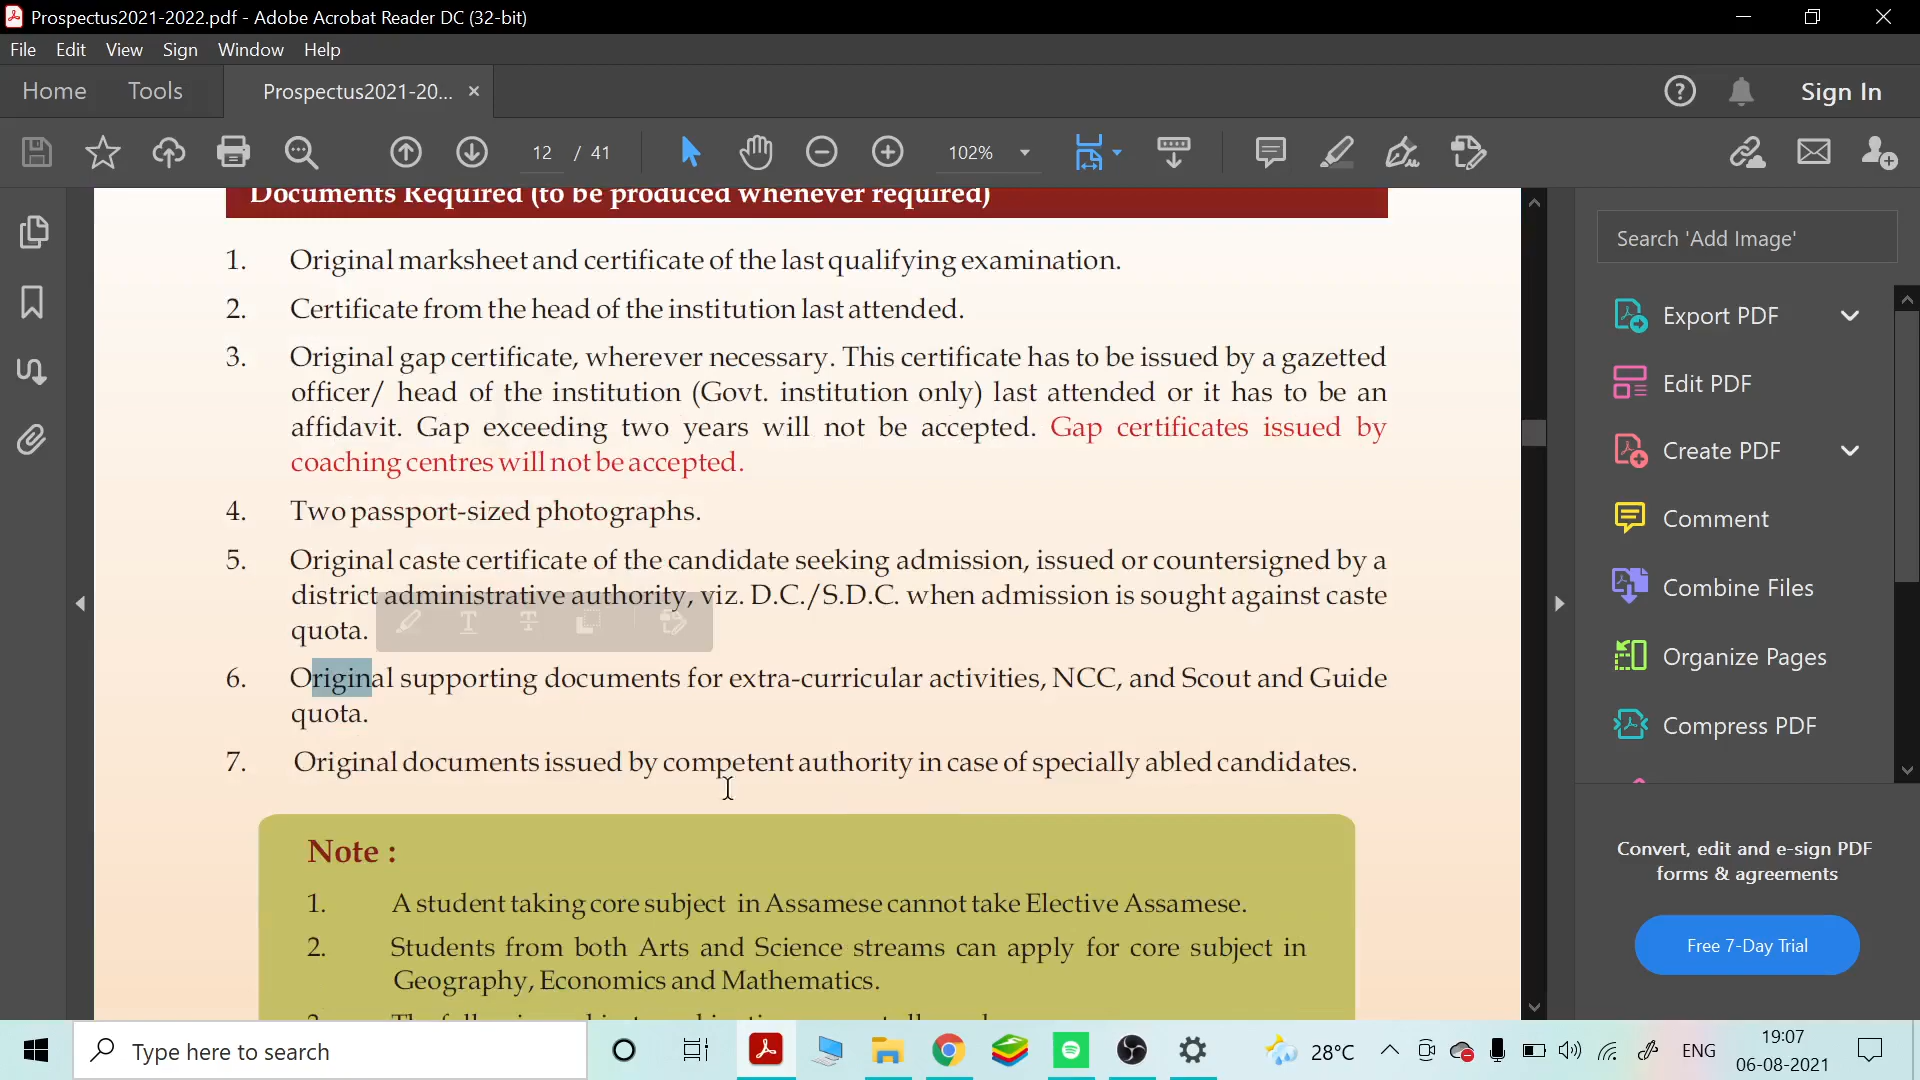 Prospectus2021-2022.pdf - Adobe Acrobat Reader DC (32-bit)
File Edit View Sign Window Help
Home Tools Prospectus2021-20... × Sign In
12 / 41 102%
Documents Required (to be produced whenever required)
1. Original marksheet and certificate of the last qualifying examination.
2. Certificate from the head of the institution last attended.
3. Original gap certificate, wherever necessary. This certificate has to be issued by a gazetted
officer/ head of the institution (Govt. institution only) last attended or it has to be an
affidavit. Gap exceeding two years will not be accepted. Gap certificates issued by
coaching centres will not be accepted.
4. Two passport-sized photographs.
5. Original caste certificate of the candidate seeking admission, issued or countersigned by a
district administrative authority, viz. D.C./S.D.C. when admission is sought against caste
quota.
6. Original supporting documents for extra-curricular activities, NCC, and Scout and Guide
quota.
7. Original documents issued by competent authority in case of specially abled candidates.
Note :
1. A student taking core subject in Assamese cannot take Elective Assamese.
2. Students from both Arts and Science streams can apply for core subject in
Geography, Economics and Mathematics.
Search 'Add Image'
Export PDF
Edit PDF
Create PDF
Comment
Combine Files
Organize Pages
Compress PDF
Convert, edit and e-sign PDF
forms & agreements
Free 7-Day Trial
Type here to search
28°C
ENG
19:07
06-08-2021